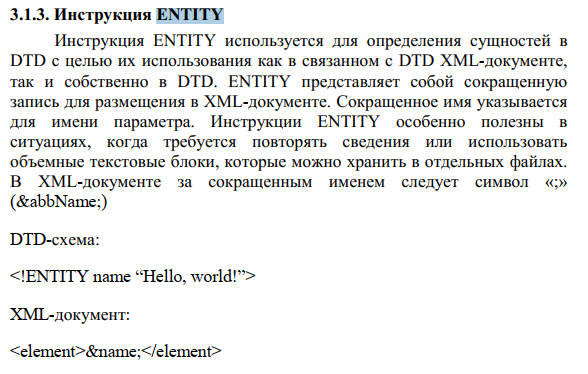 3.1.3. Инструкция ENTITY
Инструкция ENTITY используется для определения сущностей в
DTD с целью их использования как в связанном с DTD XML-документе,
так и собственно в DTD. ENTITY представляет собой сокращенную
запись для размещения в XML-документе. Сокращенное имя указывается
для имени параметра. Инструкции ENTITY особенно полезны в
ситуациях, когда требуется повторять сведения или использовать
объемные текстовые блоки, которые можно хранить в отдельных файлах.
В XML-документе за сокращенным именем следует символ «;»
(&abbName;)
DTD-схема:
<!ENTITY name “Hello, world!”>
XML-документ:
<element>&name;</element>